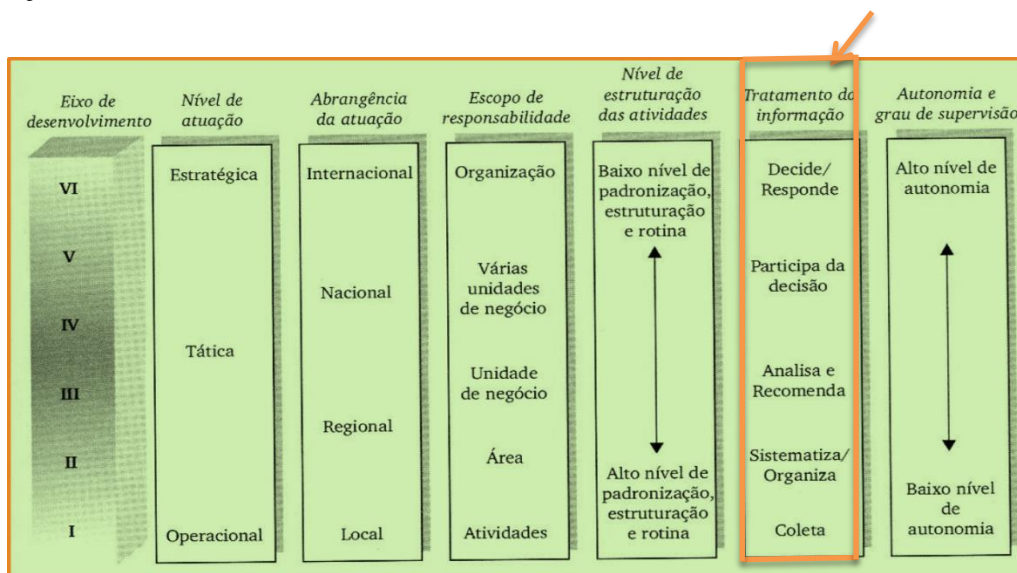 Eixo de
desenvolvimento
Nível de
atuação
Abrangência
da atuação
Escopo de
responsabilidade
Nível de
estruturação
das atividades
Tratamento da
informação
Autonomia e
grau de supervisão
VI
V
IV
III
II
I
Estratégica
Tática
Operacional
Internacional
Nacional
Regional
Local
Organização
Várias
unidades
de negócio
Unidade
de negócio
Área
Atividades
Baixo nível de
padronização,
estruturação
e rotina
Alto nível de
padronização,
estruturação
e rotina
Decide/
Responde
Participa da
decisão
Analisa e
Recomenda
Sistematiza/
Organiza
Coleta
Alto nível de
autonomia
Baixo nível
de
autonomia